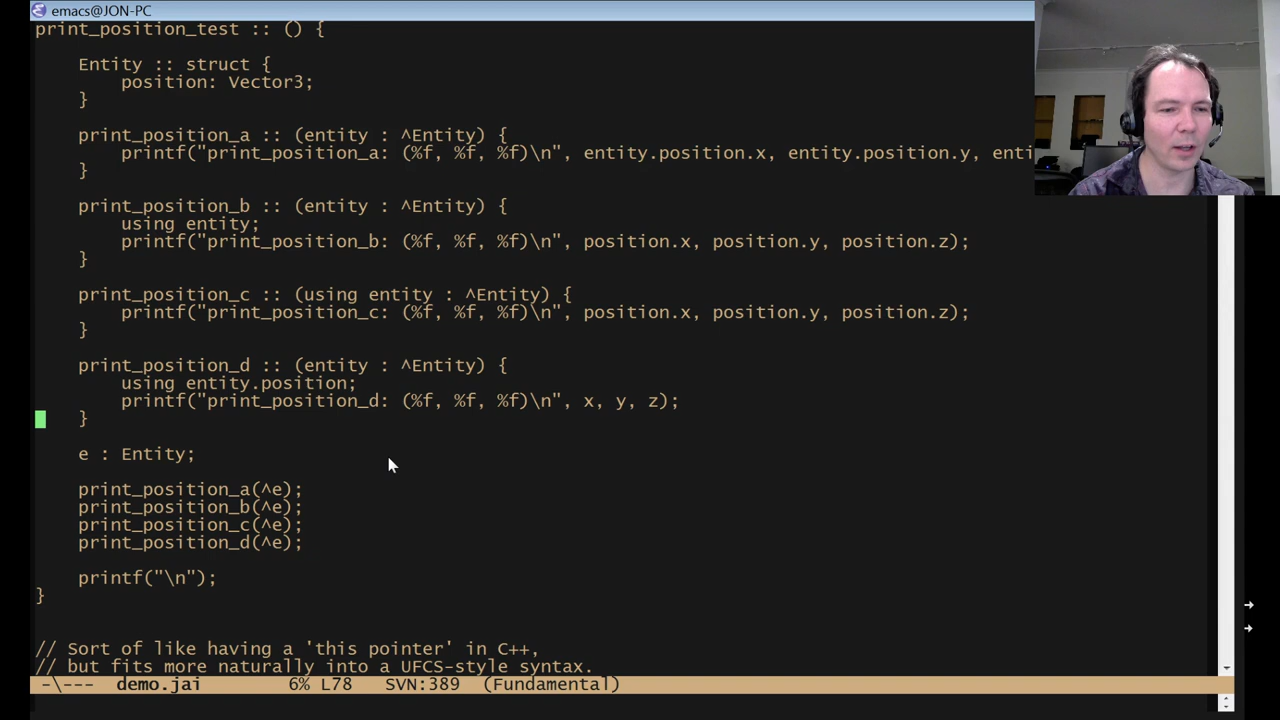 emacs@JON-PC
print_position_test :: () {
Entity :: struct {
position: Vector3;
}
print_position_a :: (entity : ^Entity) {
printf("print_position_a: (%f, %f, %f)\n", entity.position.x, entity.position.y, enti
}
print_position_b :: (entity : ^Entity) {
using entity;
printf("print_position_b: (%f, %f, %f)\n", position.x, position.y, position.z);
}
print_position_c :: (using entity : ^Entity) {
printf("print_position_c: (%f, %f, %f)\n", position.x, position.y, position.z);
}
print_position_d :: (entity : ^Entity) {
using entity.position;
printf("print_position_d: (%f, %f, %f)\n", x, y, z);
}
e : Entity;
print_position_a(^e);
print_position_b(^e);
print_position_c(^e);
print_position_d(^e);
printf("\n");
}
// Sort of like having a 'this pointer' in C++,
// but fits more naturally into a UFCS-style syntax.
-\--- demo.jai 6% L78 SVN:389 (Fundamental)